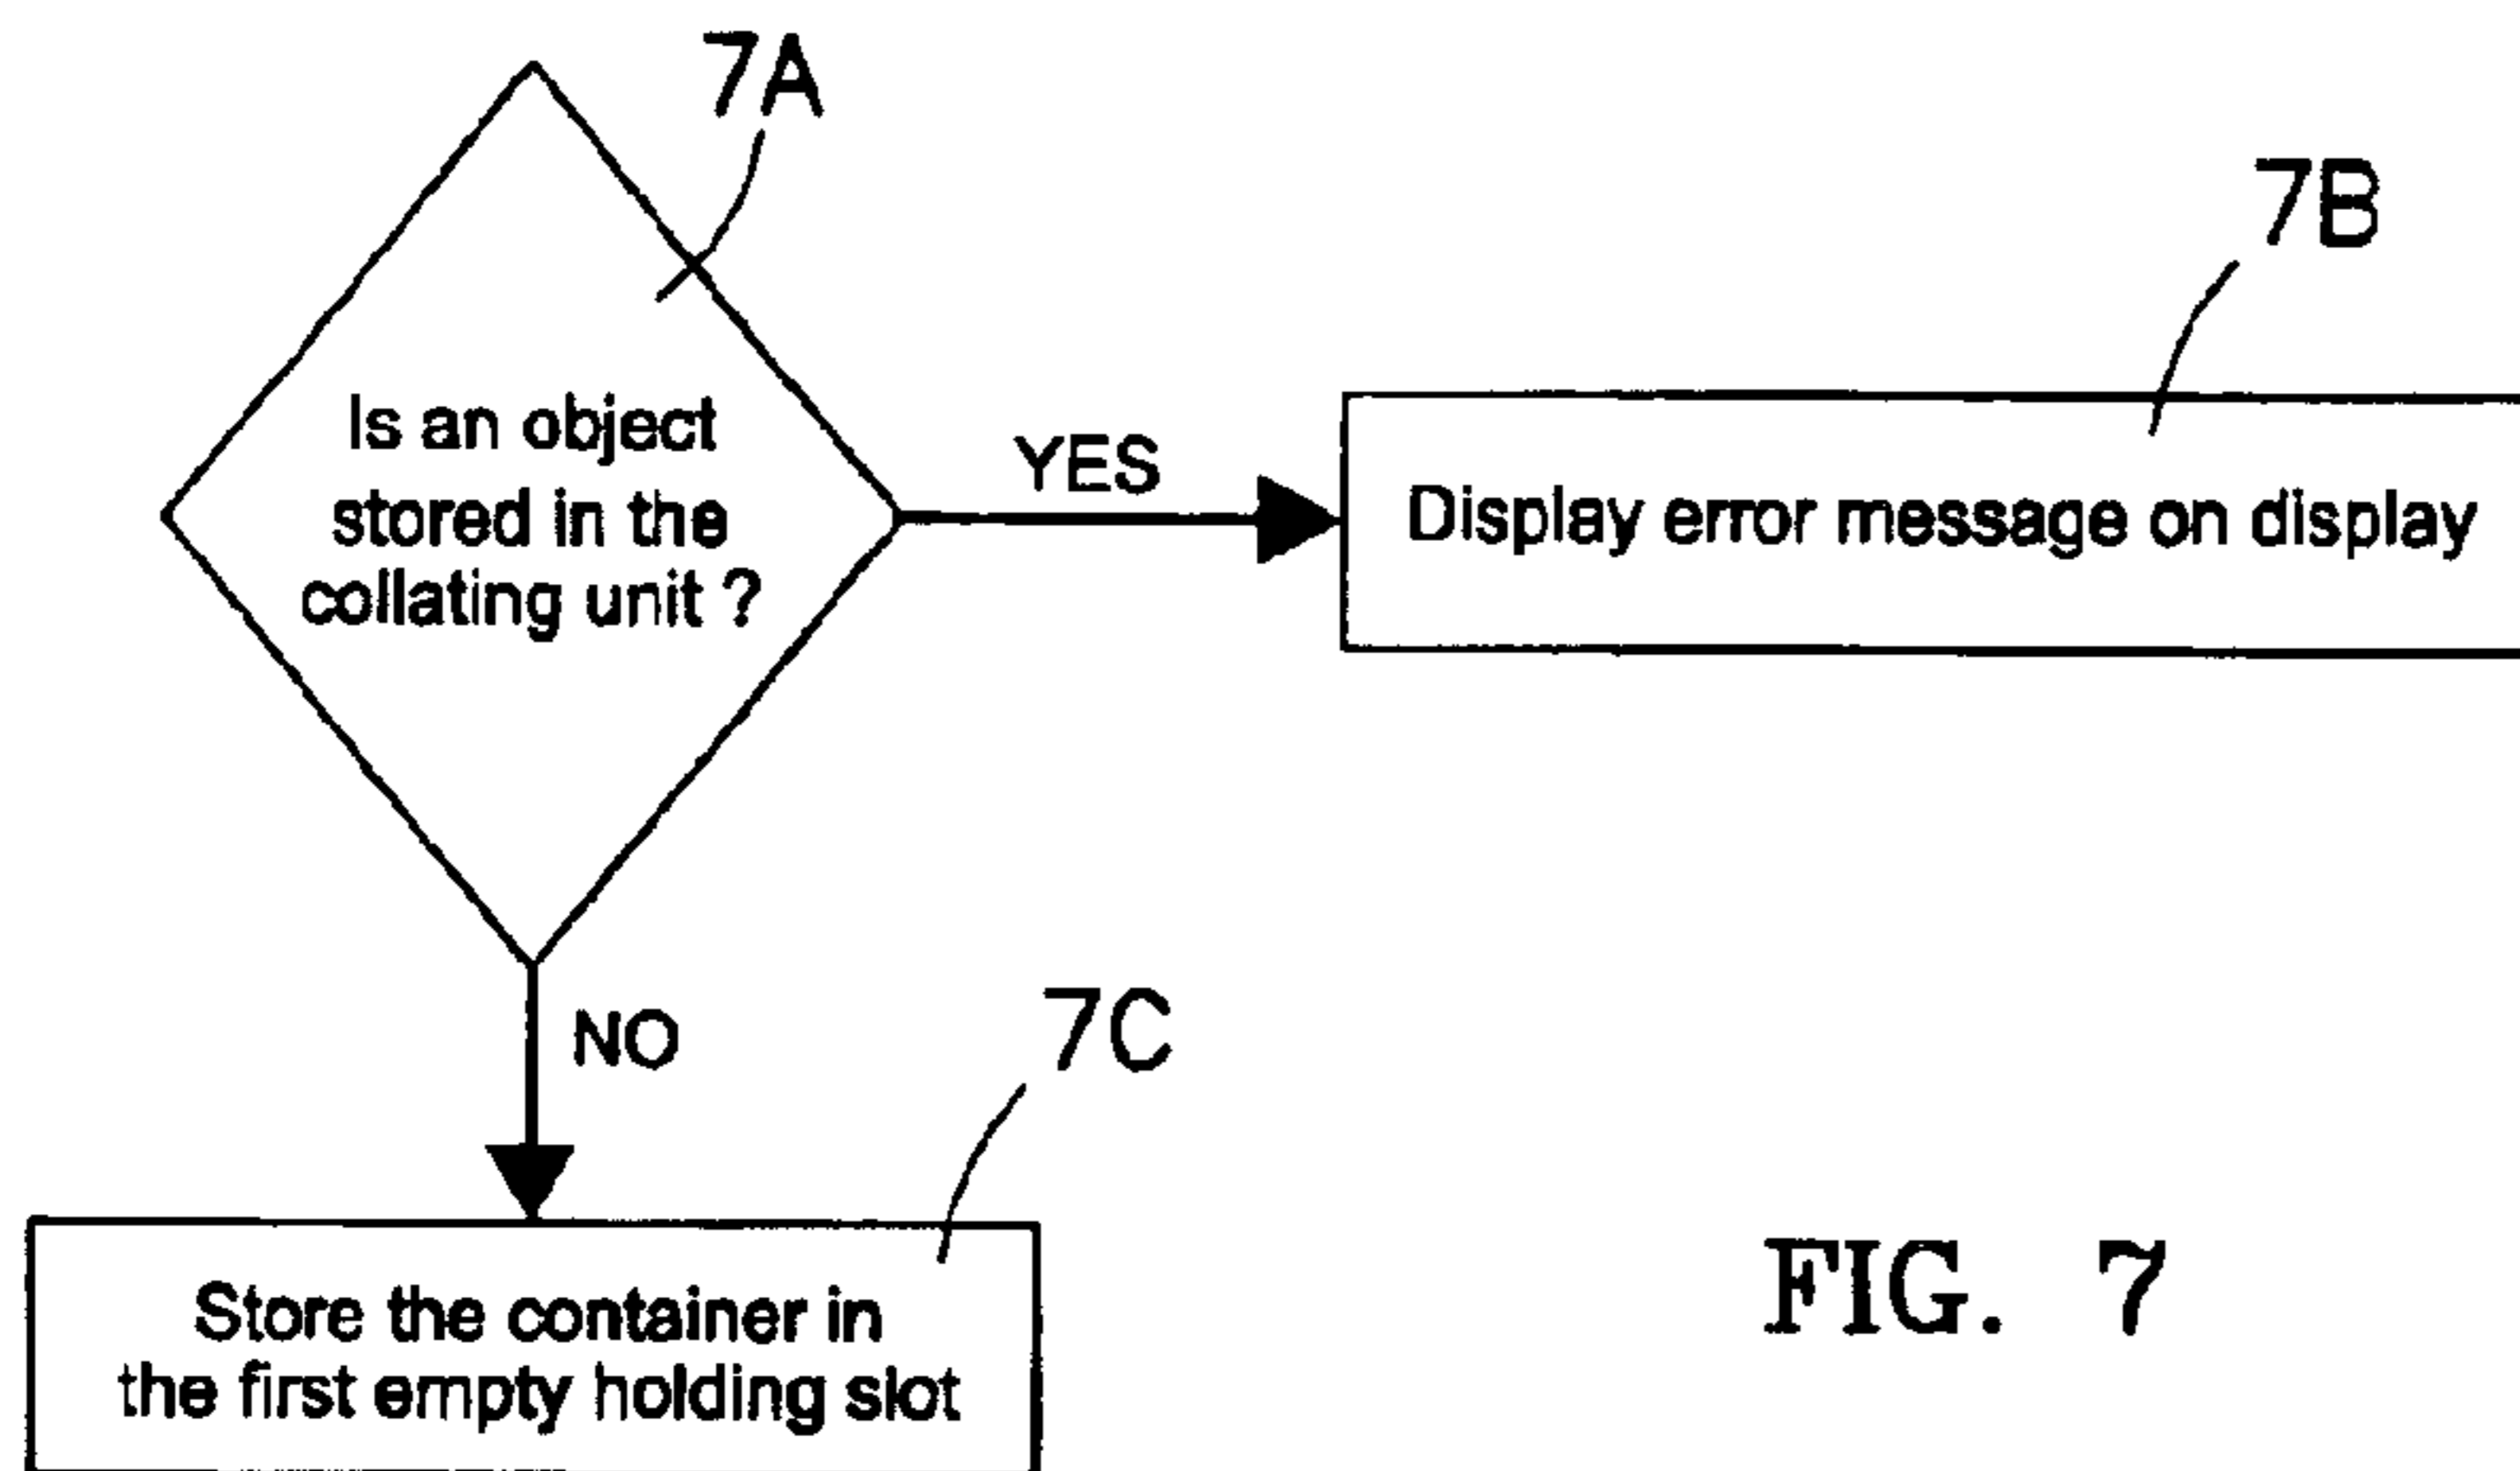 7A
Is an object
stored in the
collating unit ?
YES
7B
Display error message on display
NO
7C
Store the container in
the first empty holding slot
FIG. 7